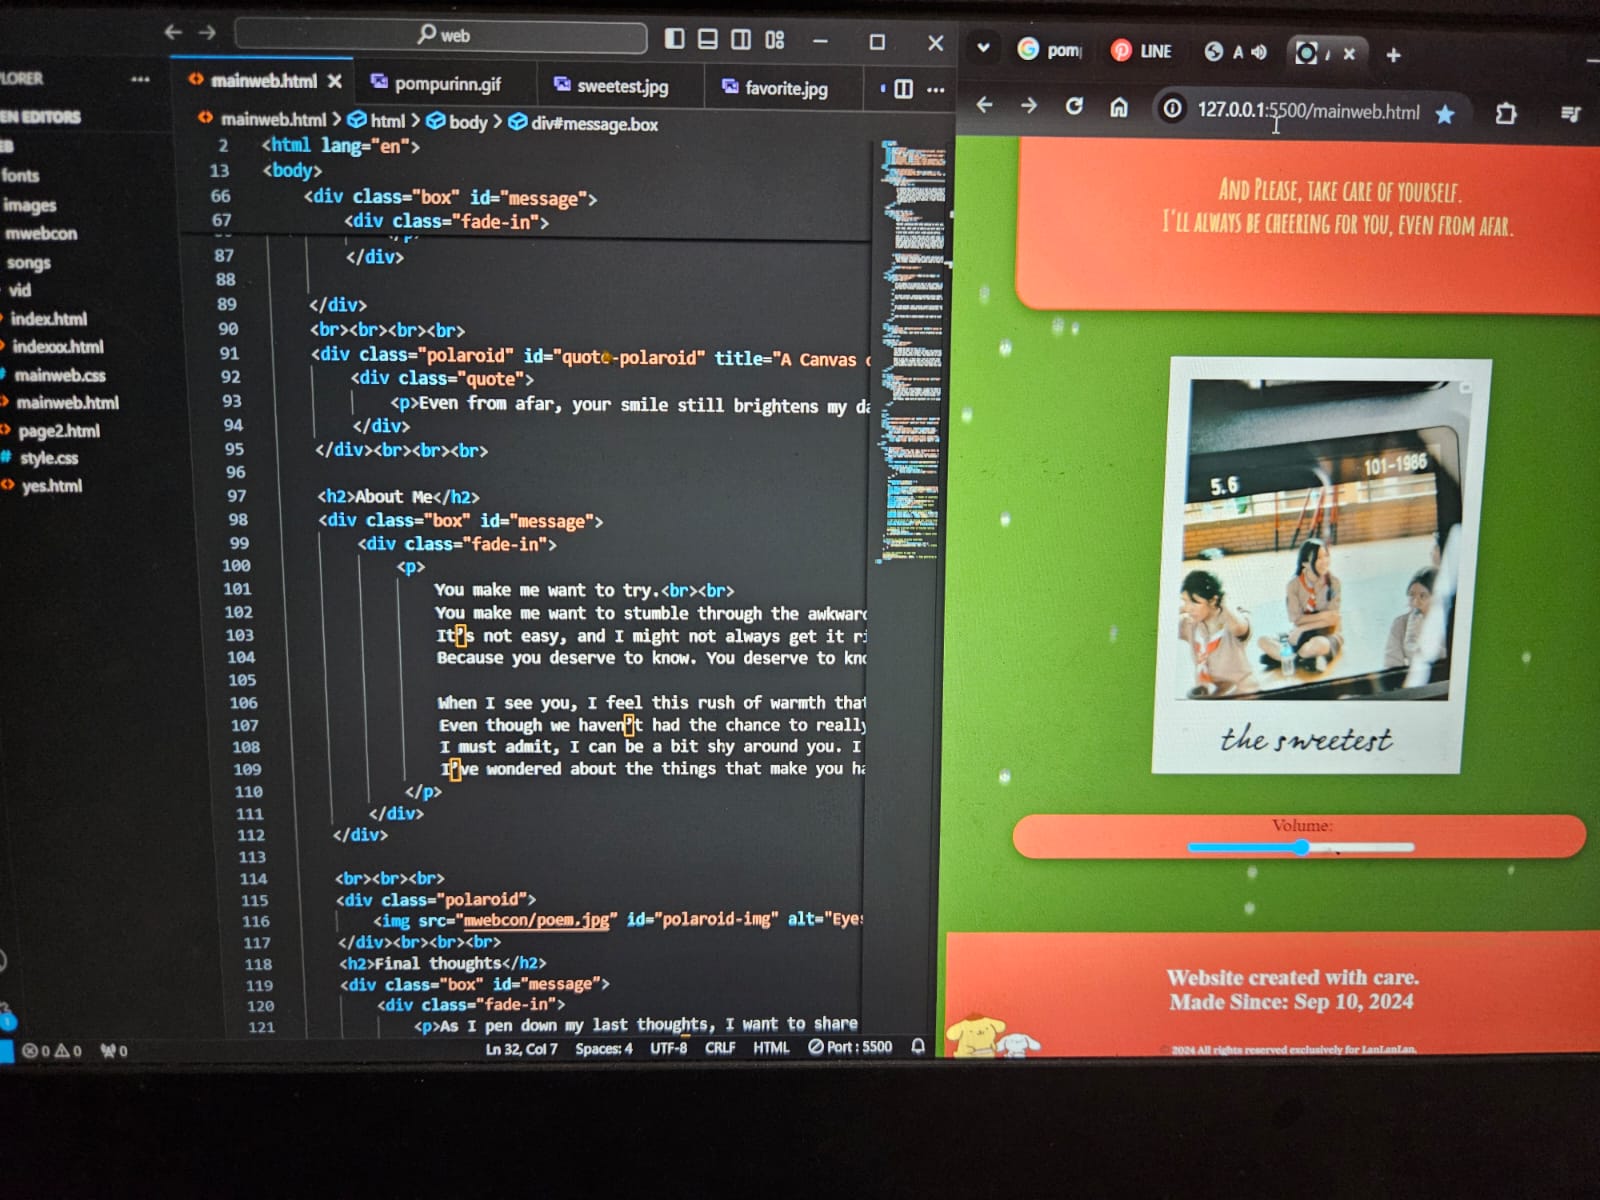 web
PLORER
EN EDITORS
fonts
images
mwebcon
songs
vid
index.html
indexxx.html
mainweb.css
mainweb.html
page2.html
style.css
yes.html
mainweb.html
pompurinn.gif
sweetest.jpg
favorite.jpg
mainweb.html > html > body > div#message.box
2 <html lang="en">
13 <body>
66 <div class="box" id="message">
67 <div class="fade-in">
87 </div>
88
89 </div>
90 <br><br><br><br>
91 <div class="polaroid" id="quote-polaroid" title="A Canvas
92 <div class="quote">
93 <p>Even from afar, your smile still brightens my da
94 </div>
95 </div><br><br><br>
96
97 <h2>About Me</h2>
98 <div class="box" id="message">
99 <div class="fade-in">
100 <p>
101 You make me want to try.<br><br>
102 You make me want to stumble through the awkward
103 It’s not easy, and I might not always get it ri
104 Because you deserve to know. You deserve to kno
105
106 When I see you, I feel this rush of warmth that
107 Even though we haven’t had the chance to really
108 I must admit, I can be a bit shy around you. I
109 I’ve wondered about the things that make you ha
110 </p>
111 </div>
112 </div>
113
114 <br><br><br>
115 <div class="polaroid">
116 <img src="mwebcon/poem.jpg" id="polaroid-img" alt="Eyes
117 </div><br><br><br>
118 <h2>Final thoughts</h2>
119 <div class="box" id="message">
120 <div class="fade-in">
121 <p>As I pen down my last thoughts, I want to share
0 0 0
Ln 32, Col 7 Spaces: 4 UTF-8 CRLF HTML Port : 5500
pom
LINE
A
127.0.0.1:5500/mainweb.html
And Please, take care of yourself.
I'll always be cheering for you, even from afar.
5.6
101-1986
the sweetest
Volume:
Website created with care.
Made Since: Sep 10, 2024
© 2024 All rights reserved exclusively for LanLanLan.